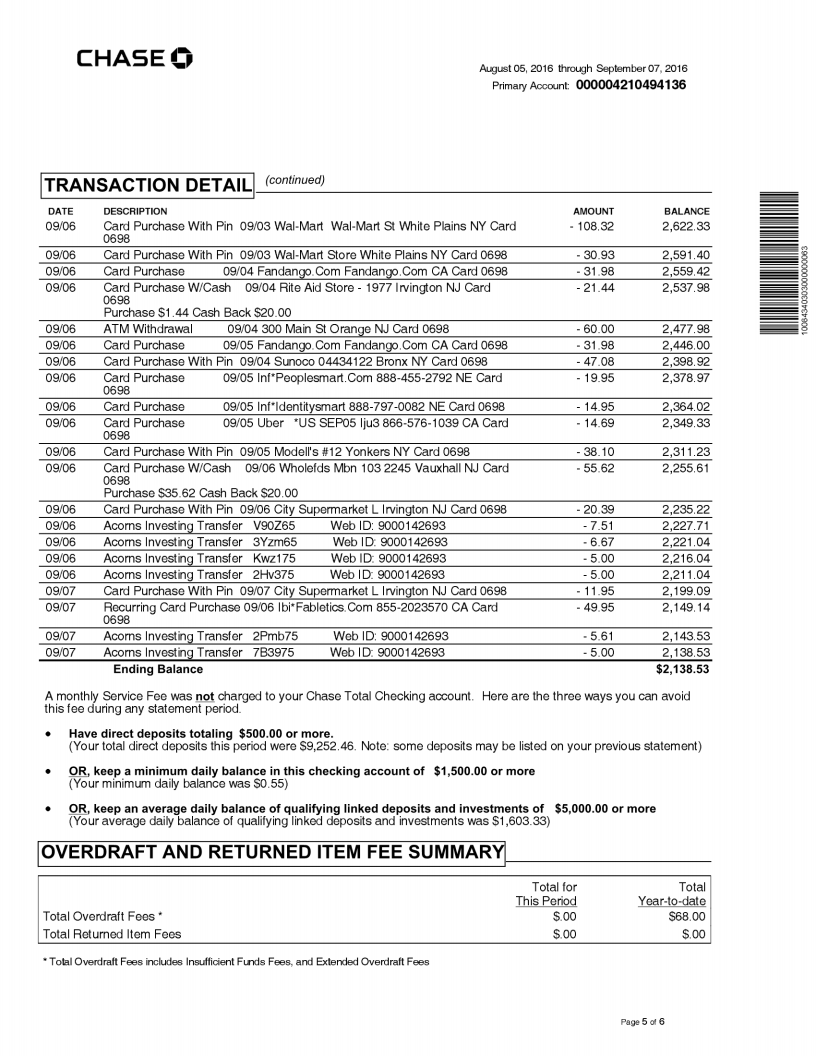 CHASE
August 05, 2016 through September 07, 2016
Primary Account: 000004210494136
TRANSACTION DETAIL (continued)
DATE DESCRIPTION AMOUNT BALANCE
09/06 Card Purchase With Pin 09/03 Wal-Mart Wal-Mart St White Plains NY Card - 108.32 2,622.33
0698
09/06 Card Purchase With Pin 09/03 Wal-Mart Store White Plains NY Card 0698 - 30.93 2,591.40
09/06 Card Purchase 09/04 Fandango.Com Fandango.Com CA Card 0698 - 31.98 2,559.42
09/06 Card Purchase W/Cash 09/04 Rite Aid Store - 1977 Irvington NJ Card - 21.44 2,537.98
0698
Purchase $1.44 Cash Back $20.00
09/06 ATM Withdrawal 09/04 300 Main St Orange NJ Card 0698 - 60.00 2,477.98
09/06 Card Purchase 09/05 Fandango.Com Fandango.Com CA Card 0698 - 31.98 2,446.00
09/06 Card Purchase With Pin 09/04 Sunoco 04434122 Bronx NY Card 0698 - 47.08 2,398.92
09/06 Card Purchase 09/05 Inf*Peoplesmart.Com 888-455-2792 NE Card - 19.95 2,378.97
0698
09/06 Card Purchase 09/05 Inf*Identitysmart 888-797-0082 NE Card 0698 - 14.95 2,364.02
09/06 Card Purchase 09/05 Uber *US SEP05 Iju3 866-576-1039 CA Card - 14.69 2,349.33
0698
09/06 Card Purchase With Pin 09/05 Modell's #12 Yonkers NY Card 0698 - 38.10 2,311.23
09/06 Card Purchase W/Cash 09/06 Wholefds Mbn 103 2245 Vauxhall NJ Card - 55.62 2,255.61
0698
Purchase $35.62 Cash Back $20.00
09/06 Card Purchase With Pin 09/06 City Supermarket L Irvington NJ Card 0698 - 20.39 2,235.22
09/06 Acorns Investing Transfer V90Z65 Web ID: 9000142693 - 7.51 2,227.71
09/06 Acorns Investing Transfer 3Yzm65 Web ID: 9000142693 - 6.67 2,221.04
09/06 Acorns Investing Transfer Kwz175 Web ID: 9000142693 - 5.00 2,216.04
09/06 Acorns Investing Transfer 2Hv375 Web ID: 9000142693 - 5.00 2,211.04
09/07 Card Purchase With Pin 09/07 City Supermarket L Irvington NJ Card 0698 - 11.95 2,199.09
09/07 Recurring Card Purchase 09/06 Ibi*Fabletics.Com 855-2023570 CA Card - 49.95 2,149.14
0698
09/07 Acorns Investing Transfer 2Pmb75 Web ID: 9000142693 - 5.61 2,143.53
09/07 Acorns Investing Transfer 7B3975 Web ID: 9000142693 - 5.00 2,138.53
Ending Balance $2,138.53
A monthly Service Fee was not charged to your Chase Total Checking account. Here are the three ways you can avoid
this fee during any statement period.
• Have direct deposits totaling $500.00 or more.
(Your total direct deposits this period were $9,252.46. Note: some deposits may be listed on your previous statement)
• OR, keep a minimum daily balance in this checking account of $1,500.00 or more
(Your minimum daily balance was $0.55)
• OR, keep an average daily balance of qualifying linked deposits and investments of $5,000.00 or more
(Your average daily balance of qualifying linked deposits and investments was $1,603.33)
OVERDRAFT AND RETURNED ITEM FEE SUMMARY
Total for Total
This Period Year-to-date
Total Overdraft Fees * $.00 $68.00
Total Returned Item Fees $.00 $.00
* Total Overdraft Fees includes Insufficient Funds Fees, and Extended Overdraft Fees
Page 5 of 6
10084340303000000063